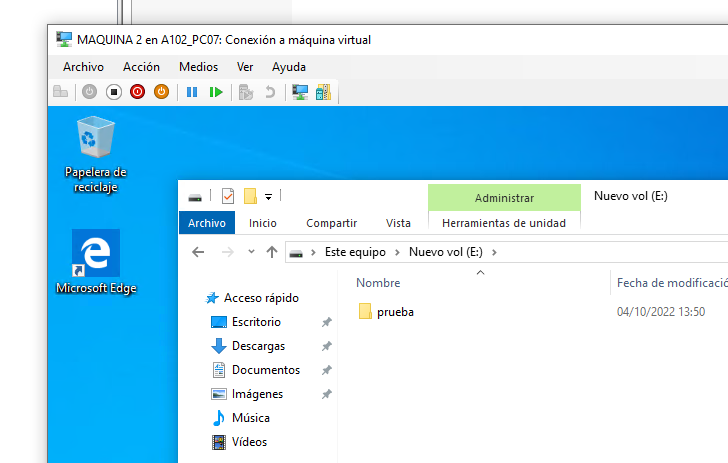 MAQUINA 2 en A102_PC07: Conexión a máquina virtual
Archivo Acción Medios Ver Ayuda
Papelera de
reciclaje
Microsoft Edge
Administrar Nuevo vol (E:)
Archivo Inicio Compartir Vista Herramientas de unidad
Este equipo Nuevo vol (E:)
Nombre Fecha de modificació
Acceso rápido
prueba 04/10/2022 13:50
Escritorio
Descargas
Documentos
Imágenes
Música
Vídeos